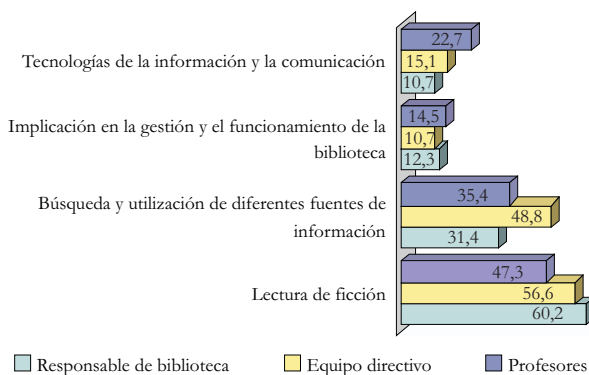 22,7
Tecnologías de la información y la comunicación
15,1
10,7
14,5
Implicación en la gestión y el funcionamiento de la
biblioteca
10,7
12,3
35,4
Búsqueda y utilización de diferentes fuentes de
información
48,8
31,4
47,3
Lectura de ficción
56,6
60,2
Responsable de biblioteca Equipo directivo Profesores